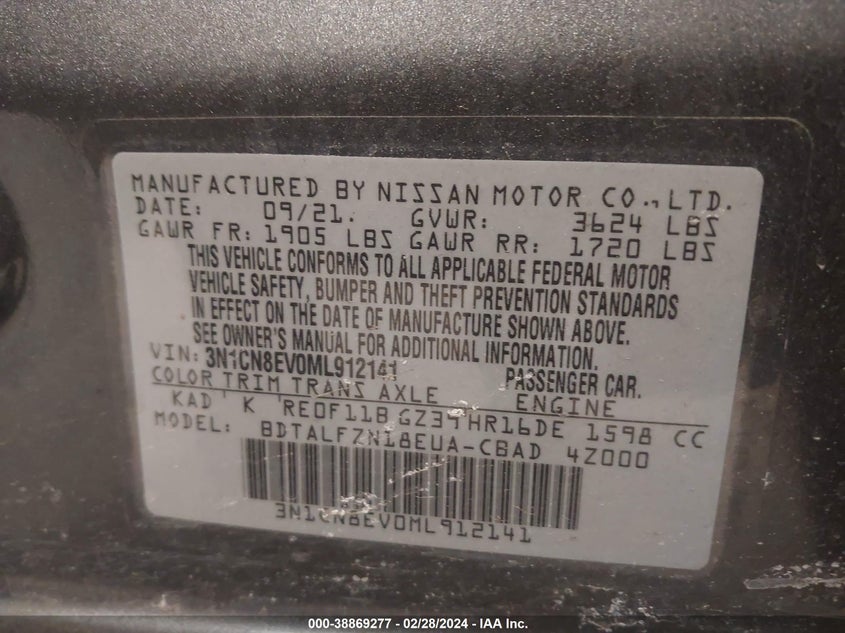 MANUFACTURED BY NISSAN MOTOR CO., LTD.
DATE: 09/21. GVWR: 3624 LBS
GAWR FR: 1905 LBS GAWR RR: 1720 LBS
THIS VEHICLE CONFORMS TO ALL APPLICABLE FEDERAL MOTOR
VEHICLE SAFETY, BUMPER AND THEFT PREVENTION STANDARDS
IN EFFECT ON THE DATE OF MANUFACTURE SHOWN ABOVE.
SEE OWNER'S MANUAL FOR ADDITIONAL INFORMATION.
VIN: 3N1CN8EV0ML912141 PASSENGER CAR.
COLOR TRIM TRANS AXLE ENGINE
KAD K RE0F11B GZ39 HR16DE 1598 CC
MODEL: BDTALFZN18EUA-CBAD 4Z000
3N1CN8EV0ML912141
000-38869277 - 02/28/2024 - IAA Inc.